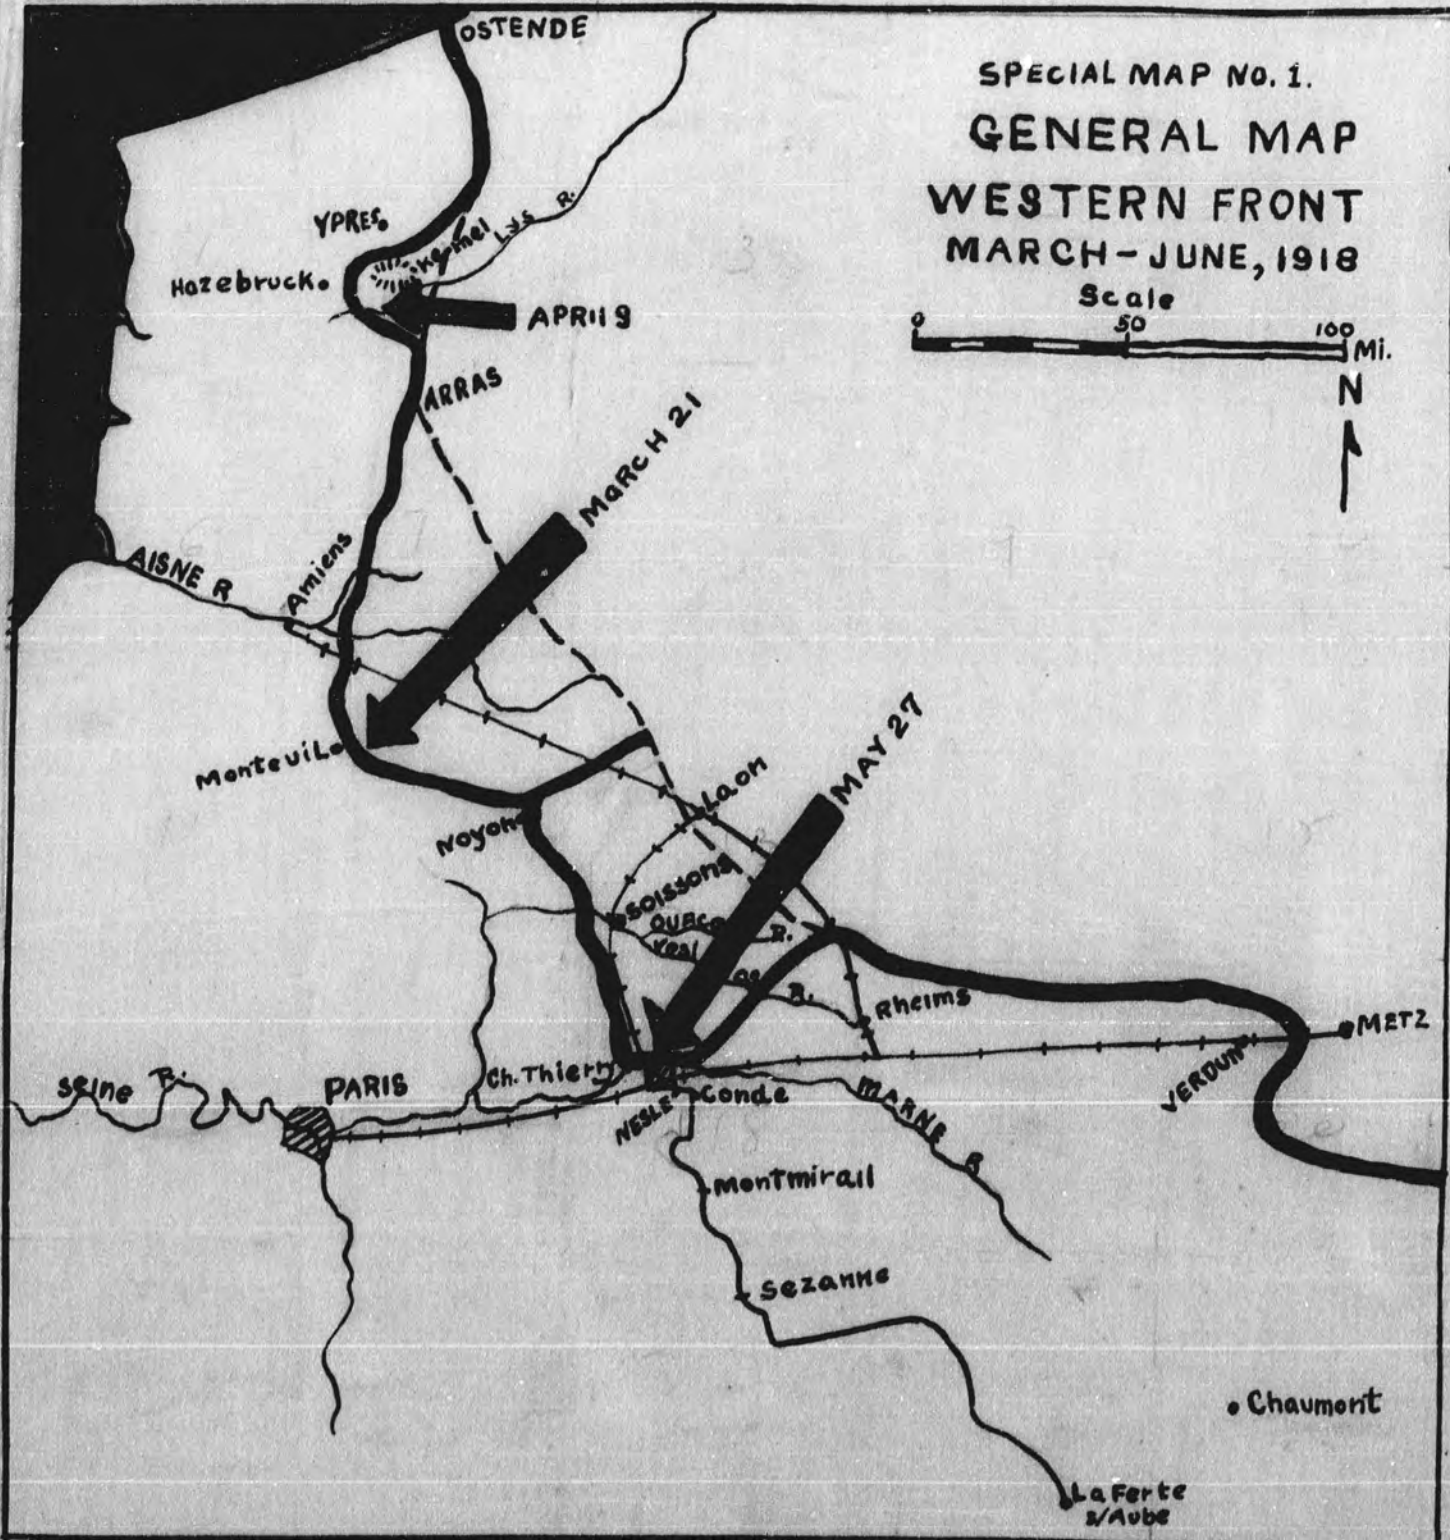 OSTENDE
SPECIAL MAP NO. 1.
GENERAL MAP
WESTERN FRONT
MARCH-JUNE, 1918
Scale
0 50 100 Mi.
N
YPRES
Kemmel
Lys R.
Hazebruck
APRIl 9
ARRAS
MaRCH 21
AISNE R
Amiens
Monteuil
Noyon
Laon
MAY 27
SOISSONS
R.
R.
Rheims
METZ
VERDUN
Seine R.
PARIS
Ch. Thierry
NESLE
Conde
MARNE R
Montmirail
Sezanne
Chaumont
La Ferte
s/Aube